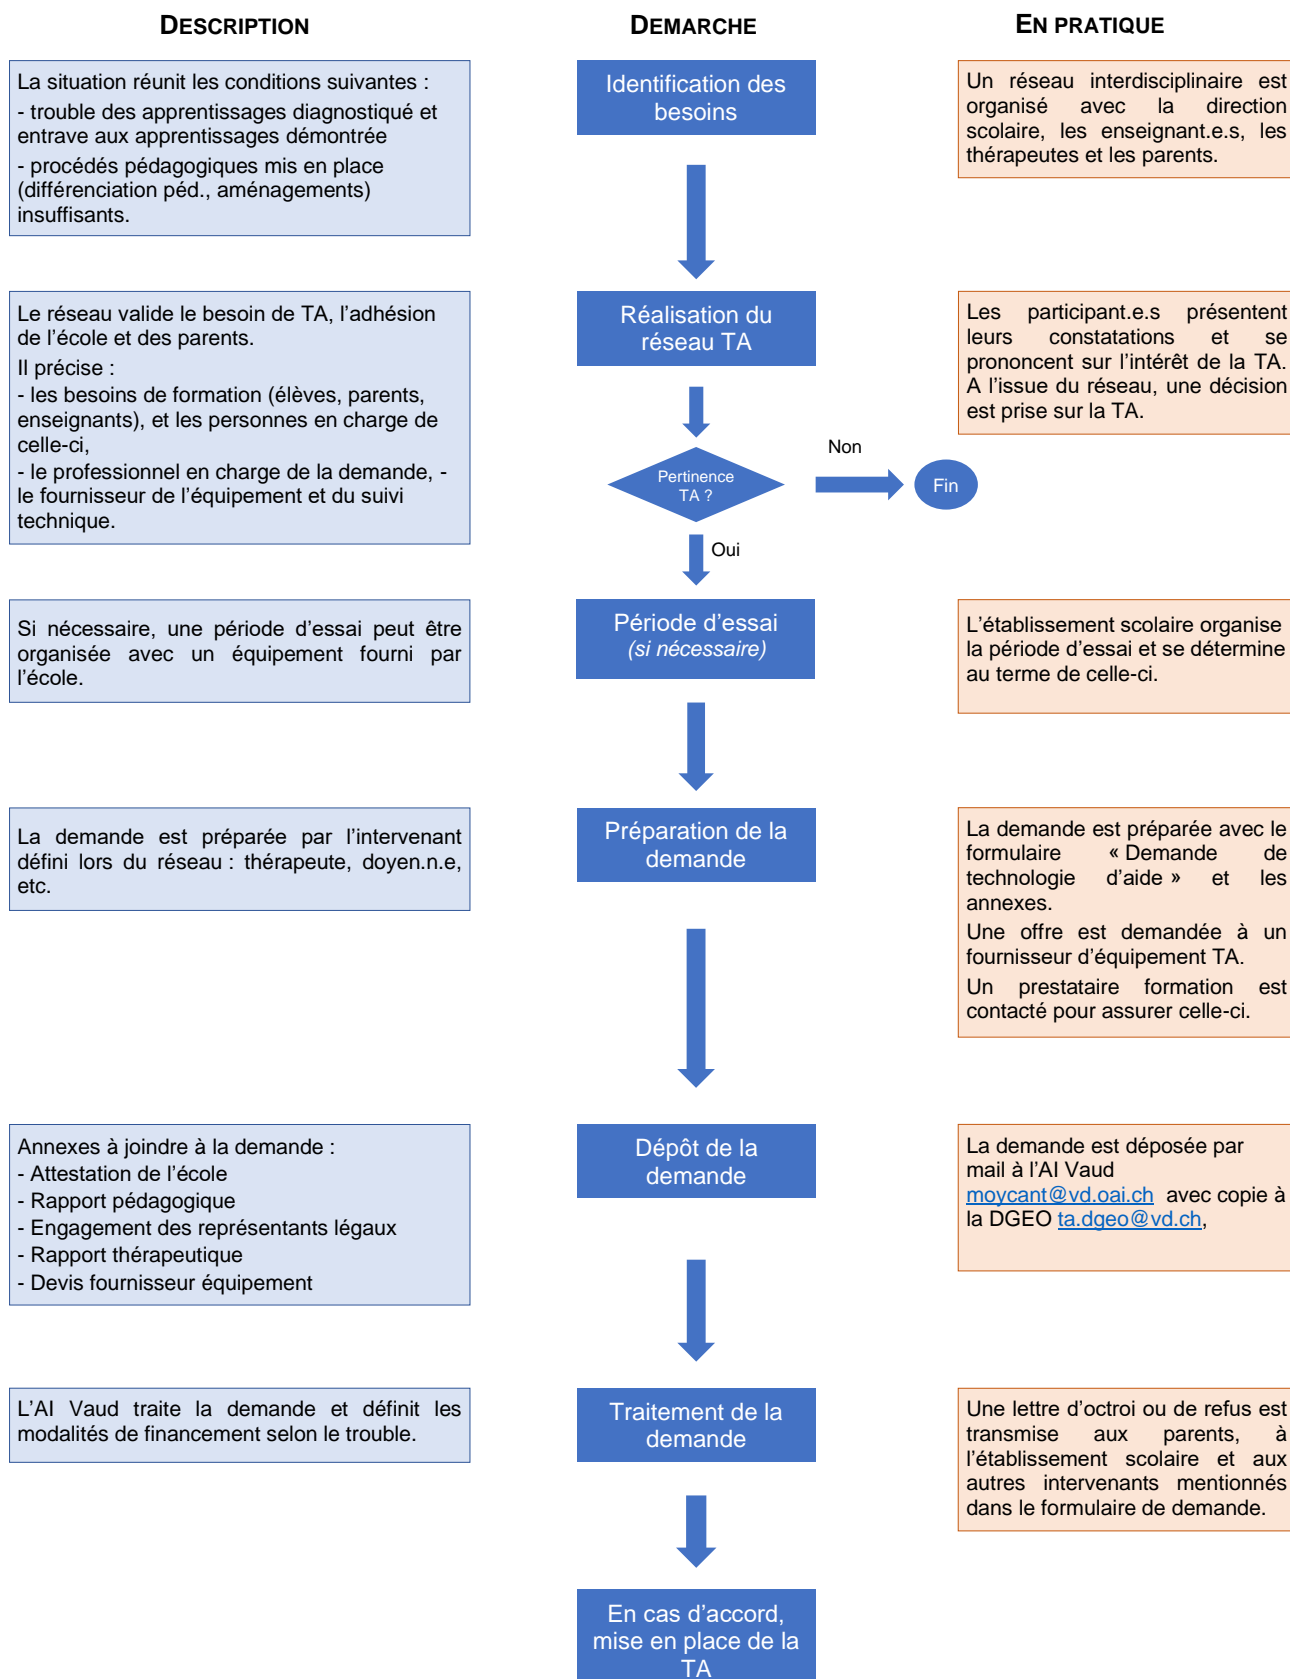 DESCRIPTION
DEMARCHE
EN PRATIQUE
La situation réunit les conditions suivantes :
- trouble des apprentissages diagnostiqué et
entrave aux apprentissages démontrée
- procédés pédagogiques mis en place
(différenciation péd., aménagements)
insuffisants.
Identification des
besoins
Un réseau interdisciplinaire est
organisé avec la direction
scolaire, les enseignant.e.s, les
thérapeutes et les parents.
Le réseau valide le besoin de TA, l’adhésion
de l’école et des parents.
Il précise :
- les besoins de formation (élèves, parents,
enseignants), et les personnes en charge de
celle-ci,
- le professionnel en charge de la demande, -
le fournisseur de l’équipement et du suivi
technique.
Réalisation du
réseau TA
Les participant.e.s présentent
leurs constatations et se
prononcent sur l’intérêt de la TA.
A l’issue du réseau, une décision
est prise sur la TA.
Pertinence
TA ?
Non
Fin
Oui
Si nécessaire, une période d’essai peut être
organisée avec un équipement fourni par
l’école.
Période d’essai
(si nécessaire)
L’établissement scolaire organise
la période d’essai et se détermine
au terme de celle-ci.
La demande est préparée par l’intervenant
défini lors du réseau : thérapeute, doyen.n.e,
etc.
Préparation de la
demande
La demande est préparée avec le
formulaire « Demande de
technologie d’aide » et les
annexes.
Une offre est demandée à un
fournisseur d’équipement TA.
Un prestataire formation est
contacté pour assurer celle-ci.
Annexes à joindre à la demande :
- Attestation de l’école
- Rapport pédagogique
- Engagement des représentants légaux
- Rapport thérapeutique
- Devis fournisseur équipement
Dépôt de la
demande
La demande est déposée par
mail à l’AI Vaud
moycant@vd.oai.ch avec copie à
la DGEO ta.dgeo@vd.ch,
L’AI Vaud traite la demande et définit les
modalités de financement selon le trouble.
Traitement de la
demande
Une lettre d’octroi ou de refus est
transmise aux parents, à
l’établissement scolaire et aux
autres intervenants mentionnés
dans le formulaire de demande.
En cas d’accord,
mise en place de la
TA